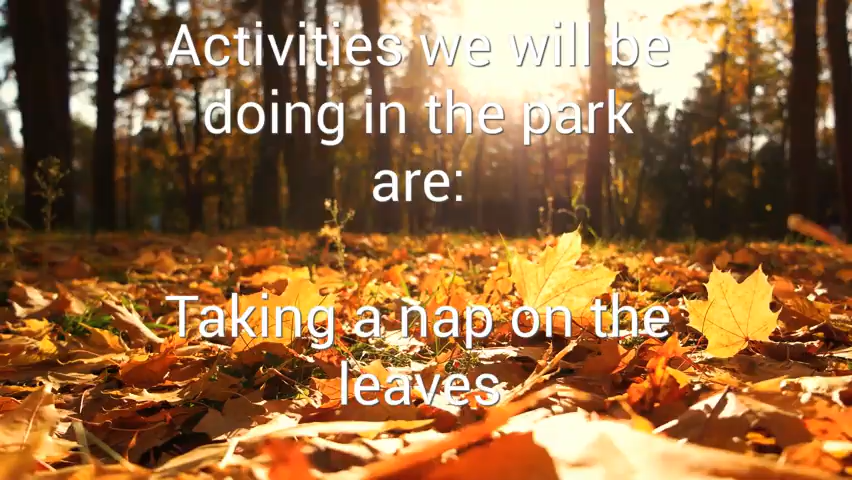 Activities we will be
doing in the park
are:
Taking a nap on the
leaves